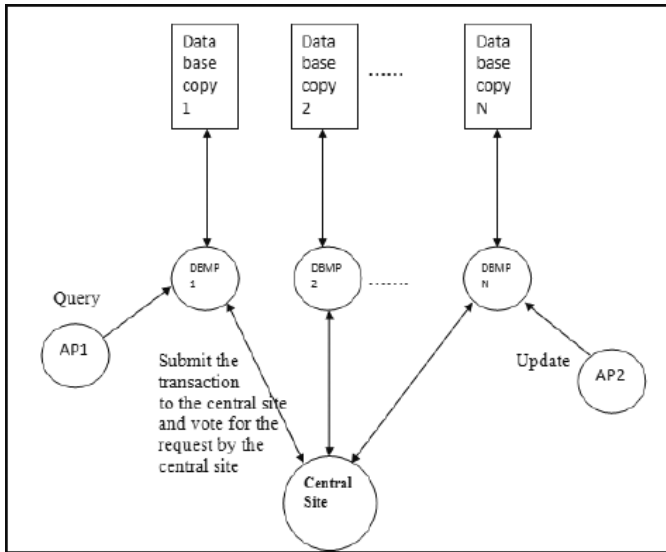 Data
base
copy
1
Data
base
copy
2
......
Data
base
copy
N
DBMP
1
DBMP
2
........
DBMP
N
Query
AP1
Submit the
transaction
to the central site
and vote for the
request by the
central site
Update
AP2
Central
Site